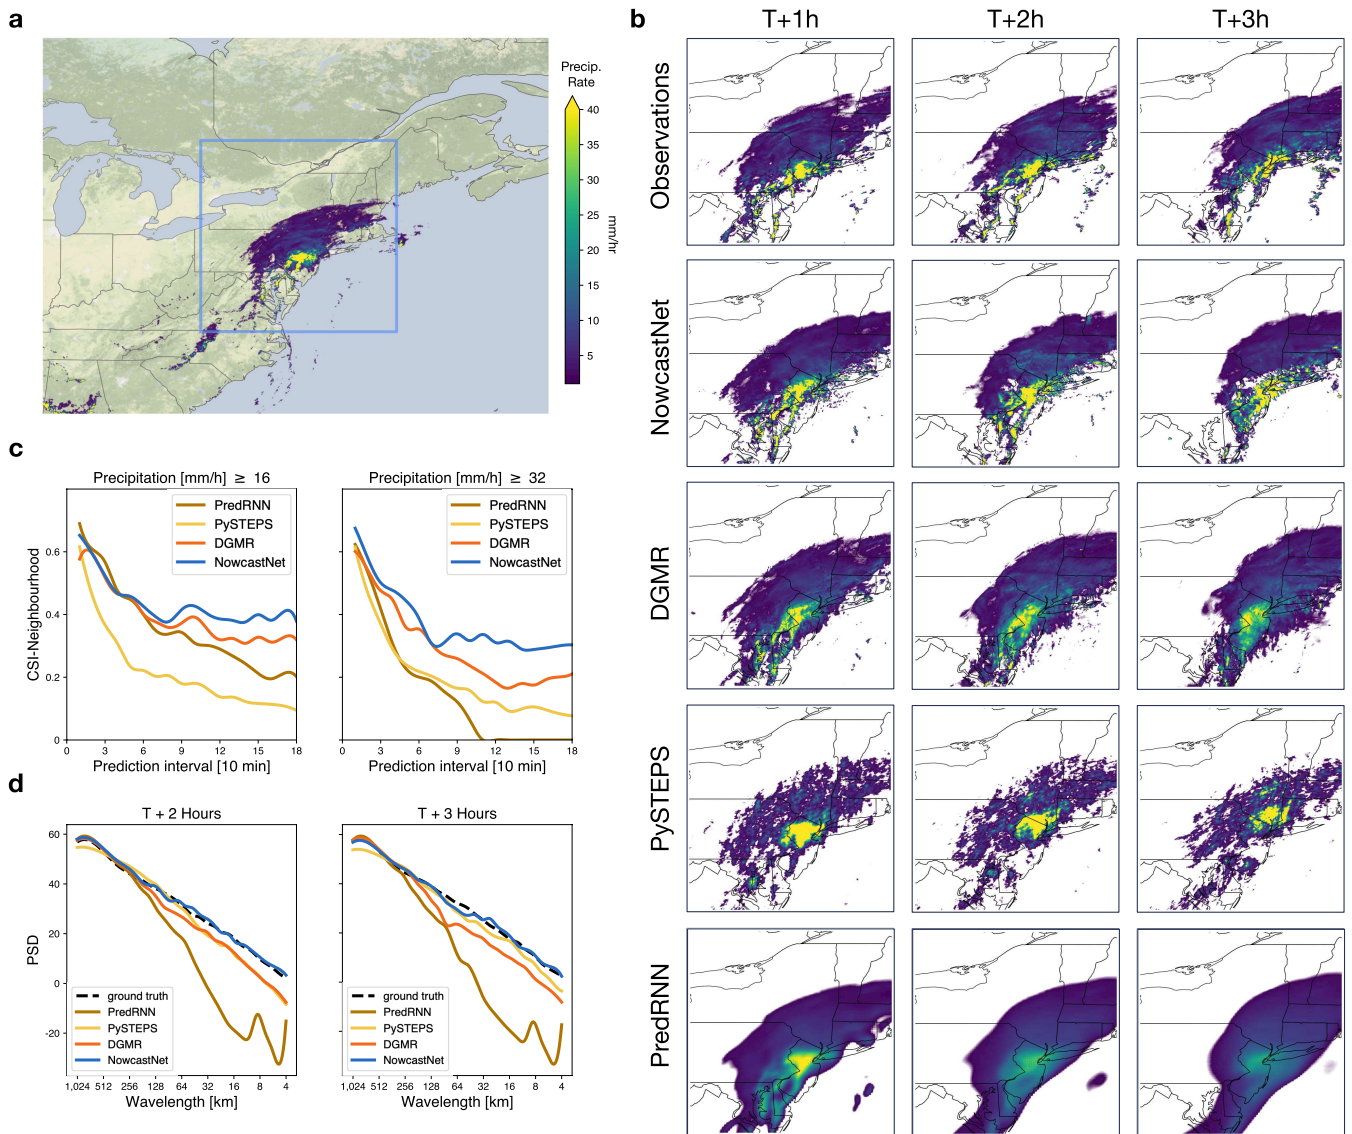 a
Precip.
Rate
40
35
30
25
20
15
10
5
mm/hr
b
T+1h
T+2h
T+3h
Observations
NowcastNet
DGMR
PySTEPS
PredRNN
c
Precipitation [mm/h] ≥ 16
PredRNN
PySTEPS
DGMR
NowcastNet
CSI-Neighbourhood
0.6
0.4
0.2
0
0 3 6 9 12 15 18
Prediction interval [10 min]
Precipitation [mm/h] ≥ 32
PredRNN
PySTEPS
DGMR
NowcastNet
0 3 6 9 12 15 18
Prediction interval [10 min]
d
T + 2 Hours
PSD
60
40
20
0
-20
ground truth
PredRNN
PySTEPS
DGMR
NowcastNet
1,024 512 256 128 64 32 16 8 4
Wavelength [km]
T + 3 Hours
ground truth
PredRNN
PySTEPS
DGMR
NowcastNet
1,024 512 256 128 64 32 16 8 4
Wavelength [km]